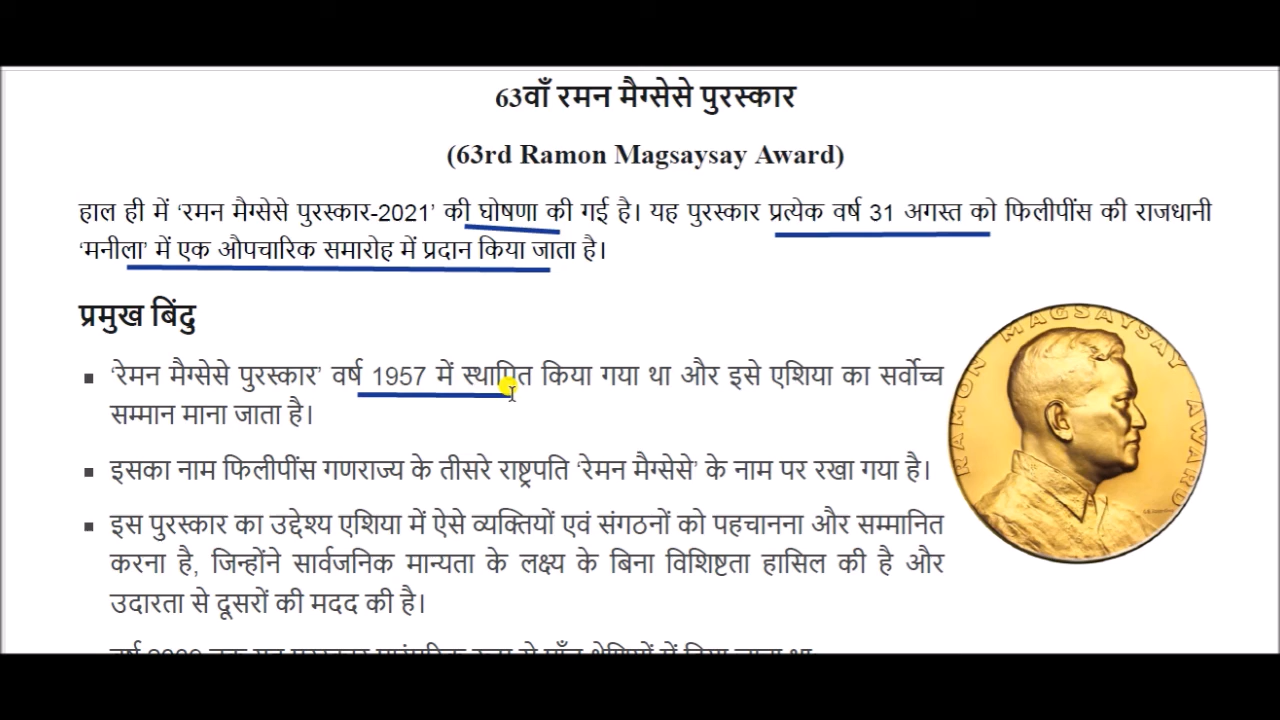 63वाँ रमन मैग्सेसे पुरस्कार
(63rd Ramon Magsaysay Award)
हाल ही में ‘रमन मैग्सेसे पुरस्कार-2021’ की घोषणा की गई है। यह पुरस्कार प्रत्येक वर्ष 31 अगस्त को फिलीपींस की राजधानी
‘मनीला’ में एक औपचारिक समारोह में प्रदान किया जाता है।
प्रमुख बिंदु
▪ ‘रेमन मैग्सेसे पुरस्कार’ वर्ष 1957 में स्थापित किया गया था और इसे एशिया का सर्वोच्च
सम्मान माना जाता है।
▪ इसका नाम फिलीपींस गणराज्य के तीसरे राष्ट्रपति ‘रेमन मैग्सेसे’ के नाम पर रखा गया है।
▪ इस पुरस्कार का उद्देश्य एशिया में ऐसे व्यक्तियों एवं संगठनों को पहचानना और सम्मानित
करना है, जिन्होंने सार्वजनिक मान्यता के लक्ष्य के बिना विशिष्टता हासिल की है और
उदारता से दूसरों की मदद की है।
RAMON MAGSAYSAY AWARD